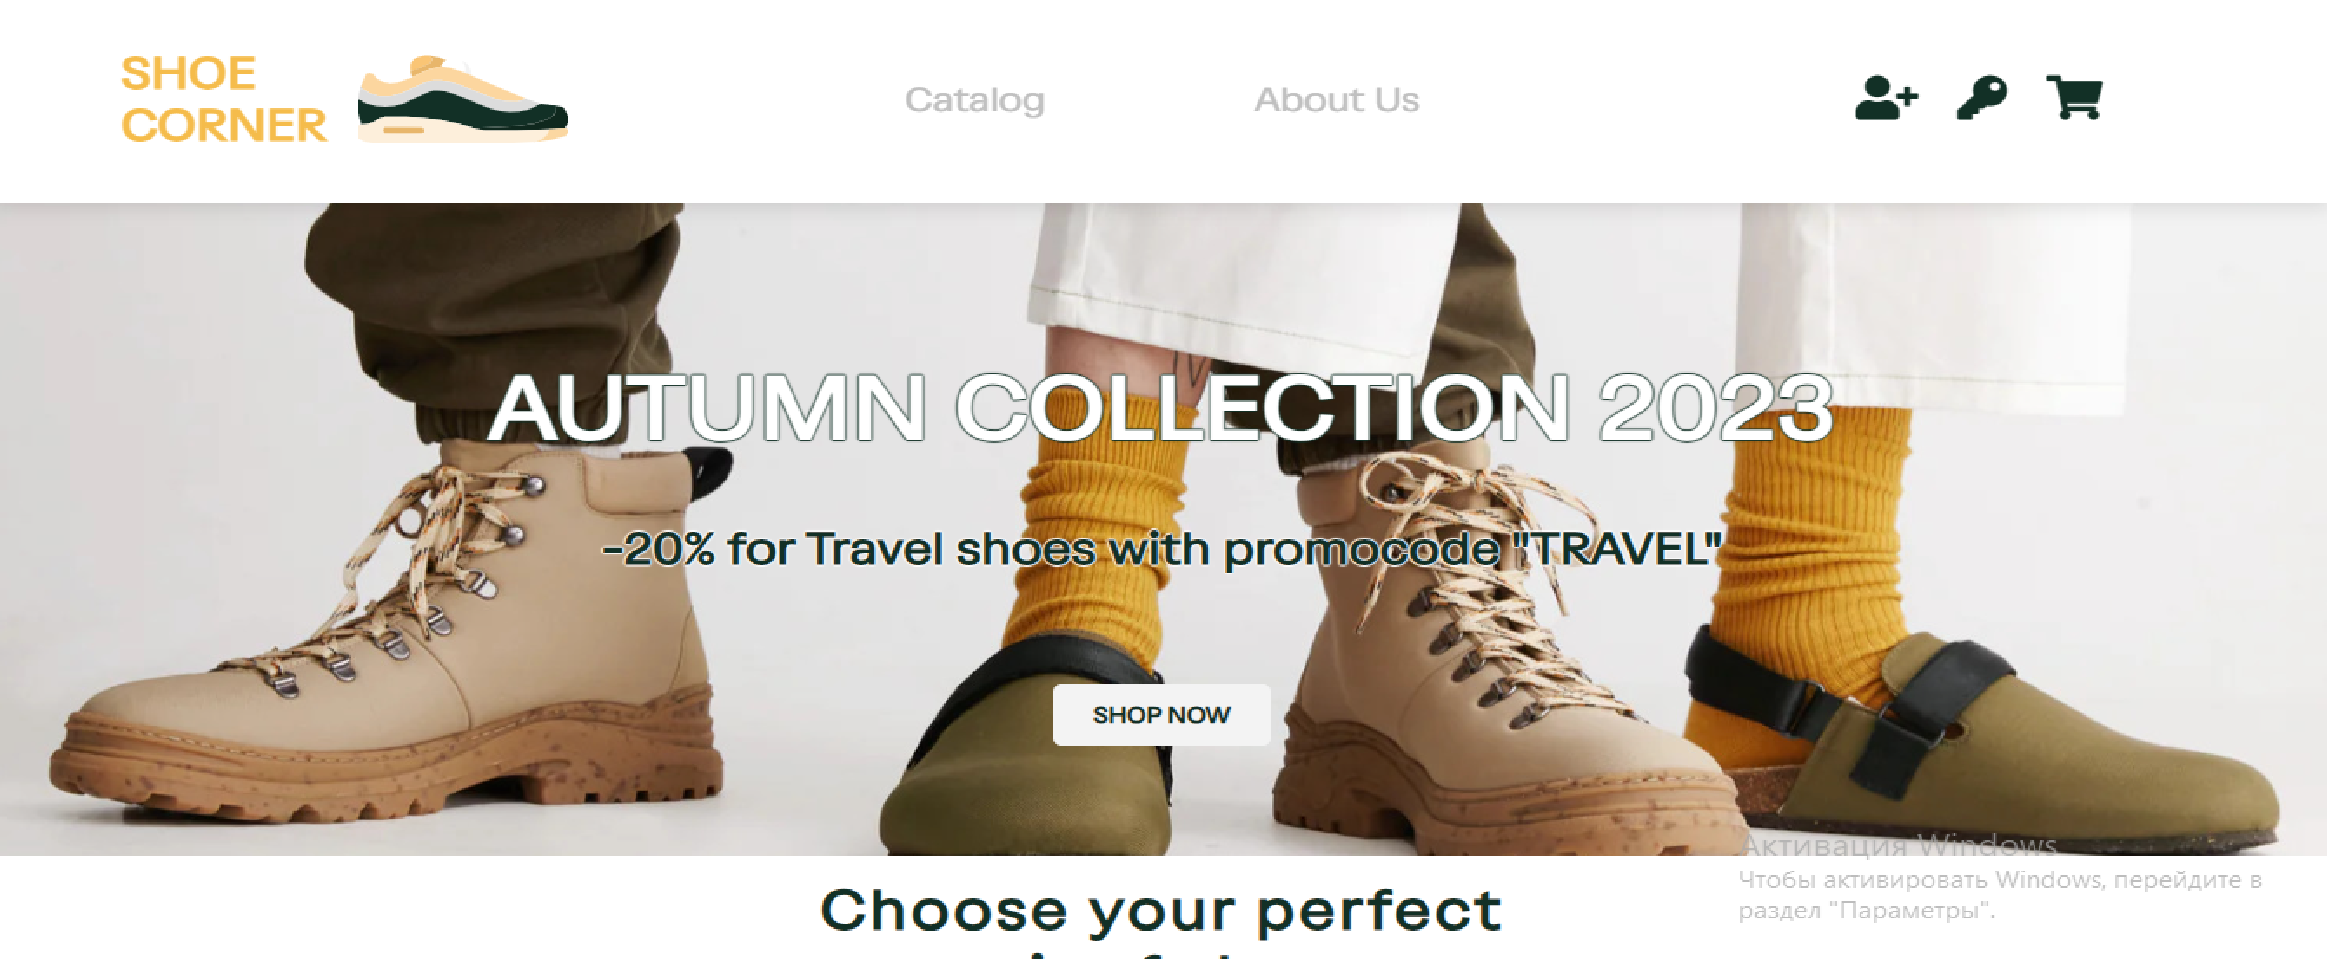 SHOE
CORNER
Catalog
About Us
AUTUMN COLLECTION 2023
-20% for Travel shoes with promocode "TRAVEL"
SHOP NOW
Активация Windows
Чтобы активировать Windows, перейдите в
раздел "Параметры".
Choose your perfect